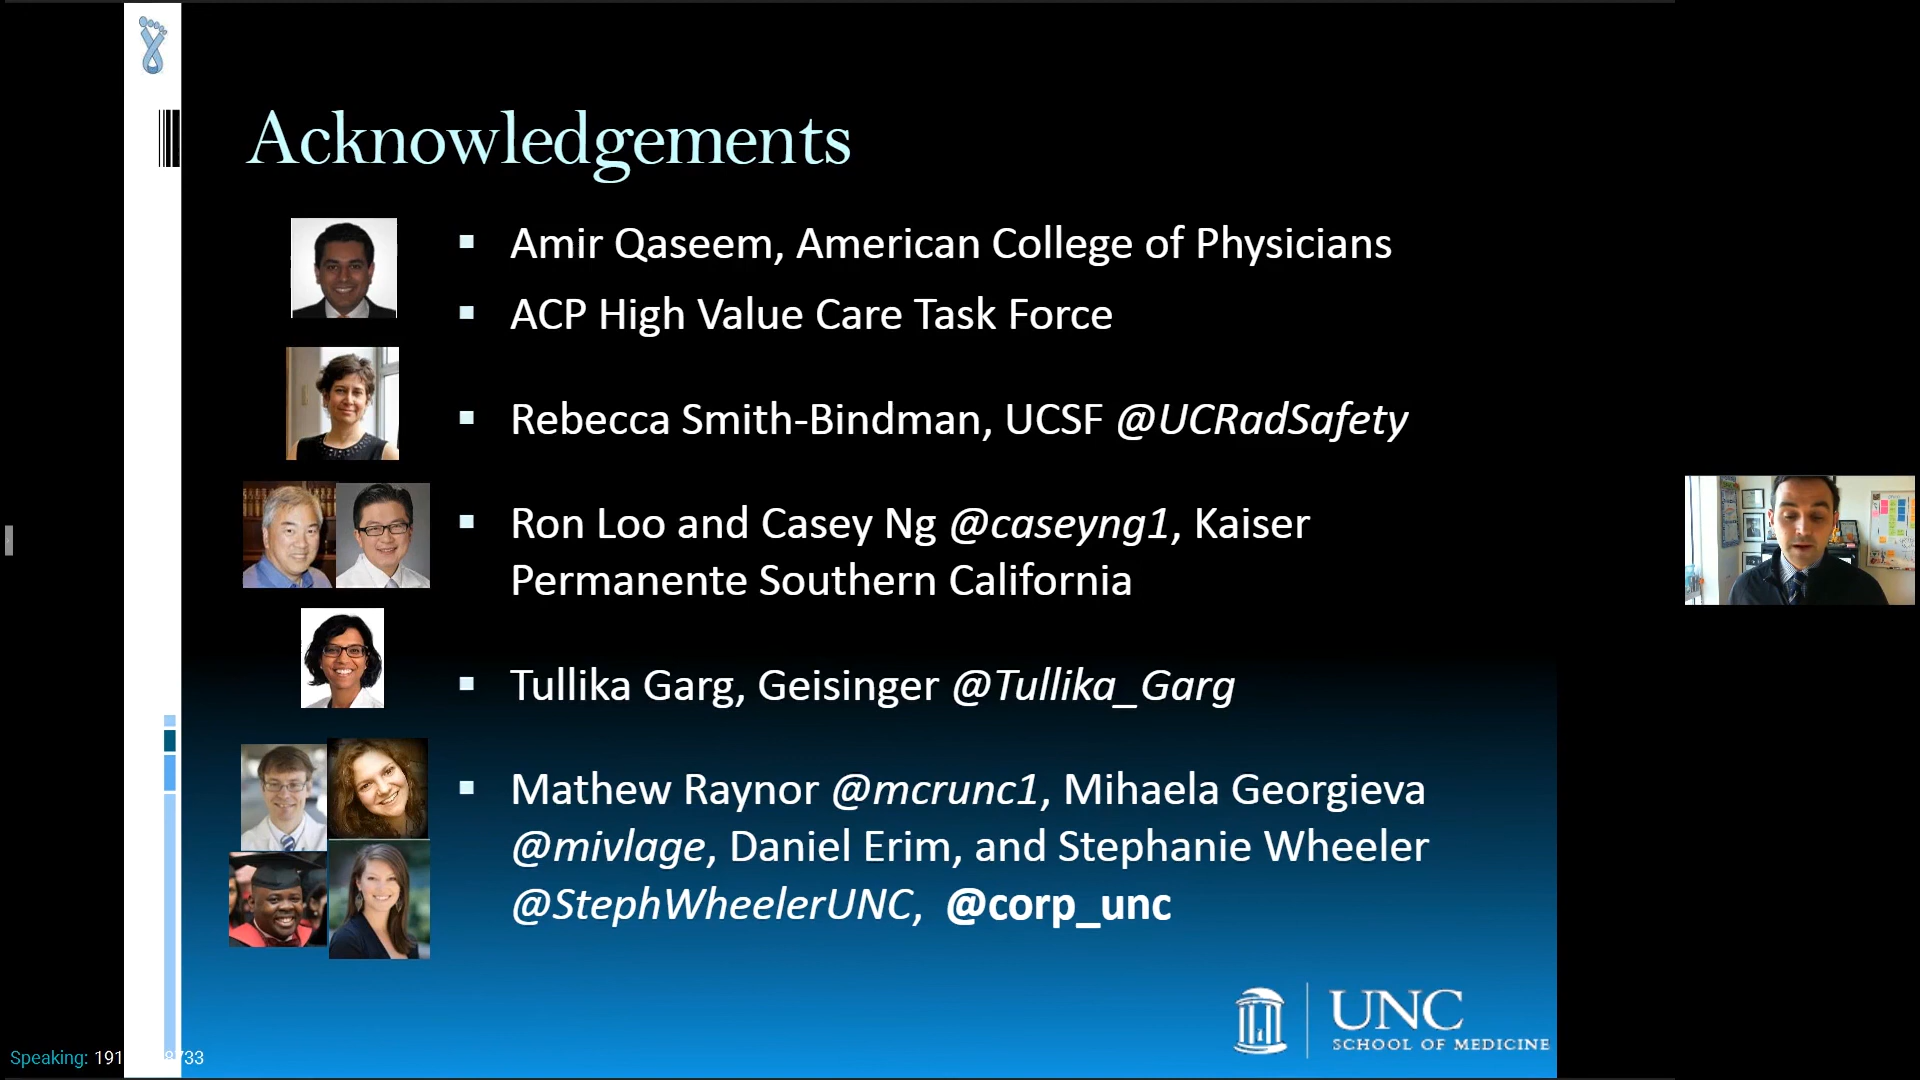 Acknowledgements
▪ Amir Qaseem, American College of Physicians
▪ ACP High Value Care Task Force
▪ Rebecca Smith-Bindman, UCSF @UCRadSafety
▪ Ron Loo and Casey Ng @caseyng1, Kaiser
Permanente Southern California
▪ Tullika Garg, Geisinger @Tullika_Garg
▪ Mathew Raynor @mcrunc1, Mihaela Georgieva
@mivlage, Daniel Erim, and Stephanie Wheeler
@StephWheelerUNC, @corp_unc
UNC
SCHOOL OF MEDICINE
Speaking: